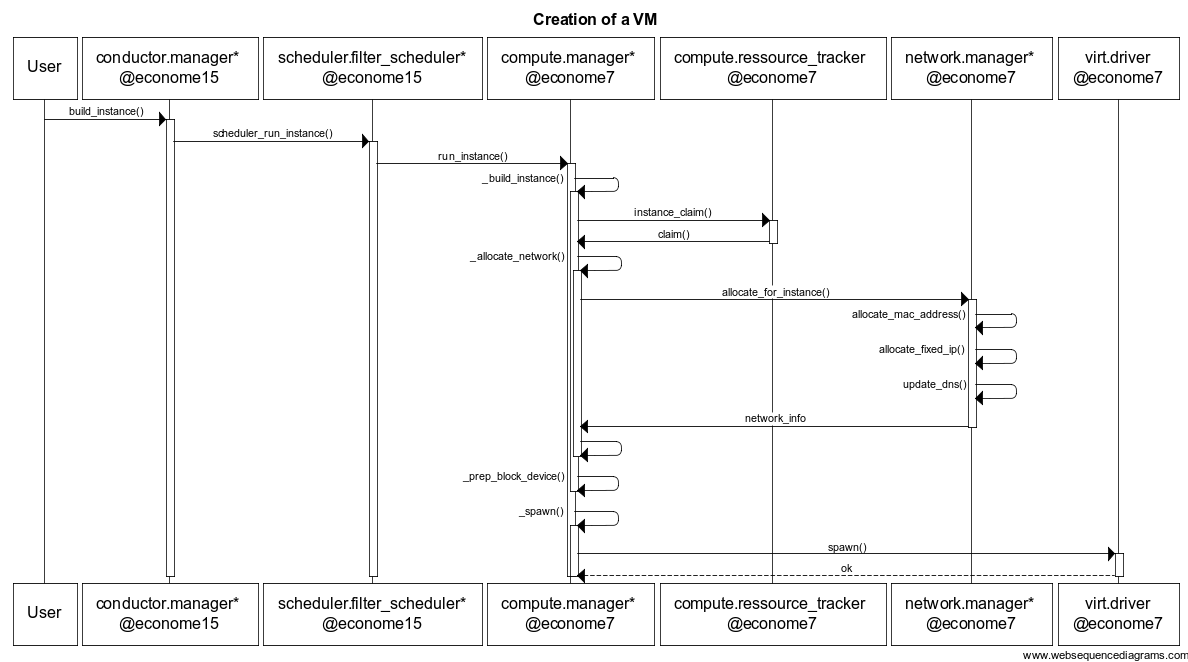 Creation of a VM
User
conductor.manager*
@econome15
scheduler.filter_scheduler*
@econome15
compute.manager*
@econome7
compute.ressource_tracker
@econome7
network.manager*
@econome7
virt.driver
@econome7
build_instance()
scheduler_run_instance()
run_instance()
_build_instance()
instance_claim()
claim()
_allocate_network()
allocate_for_instance()
allocate_mac_address()
allocate_fixed_ip()
update_dns()
network_info
_prep_block_device()
_spawn()
spawn()
ok
User
conductor.manager*
@econome15
scheduler.filter_scheduler*
@econome15
compute.manager*
@econome7
compute.ressource_tracker
@econome7
network.manager*
@econome7
virt.driver
@econome7
www.websequencediagrams.com